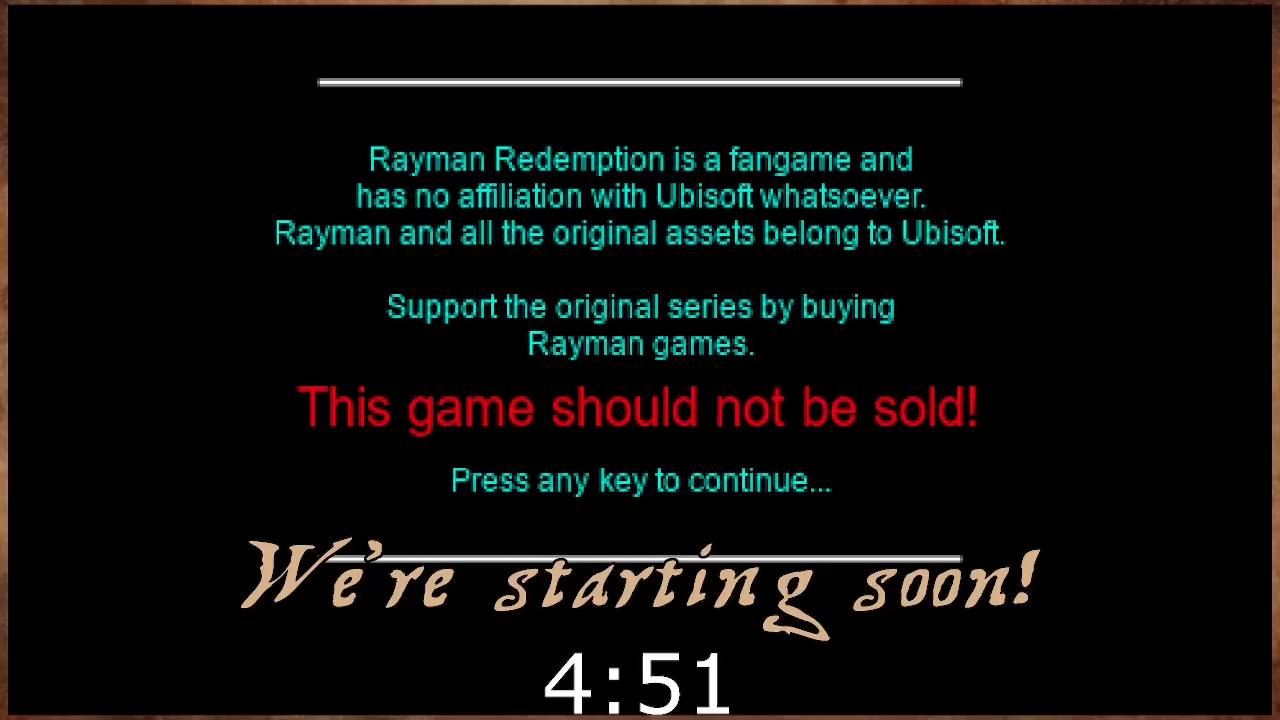 Rayman Redemption is a fangame and
has no affiliation with Ubisoft whatsoever.
Rayman and all the original assets belong to Ubisoft.
Support the original series by buying
Rayman games.
This game should not be sold!
Press any key to continue...
We're starting soon!
4:51